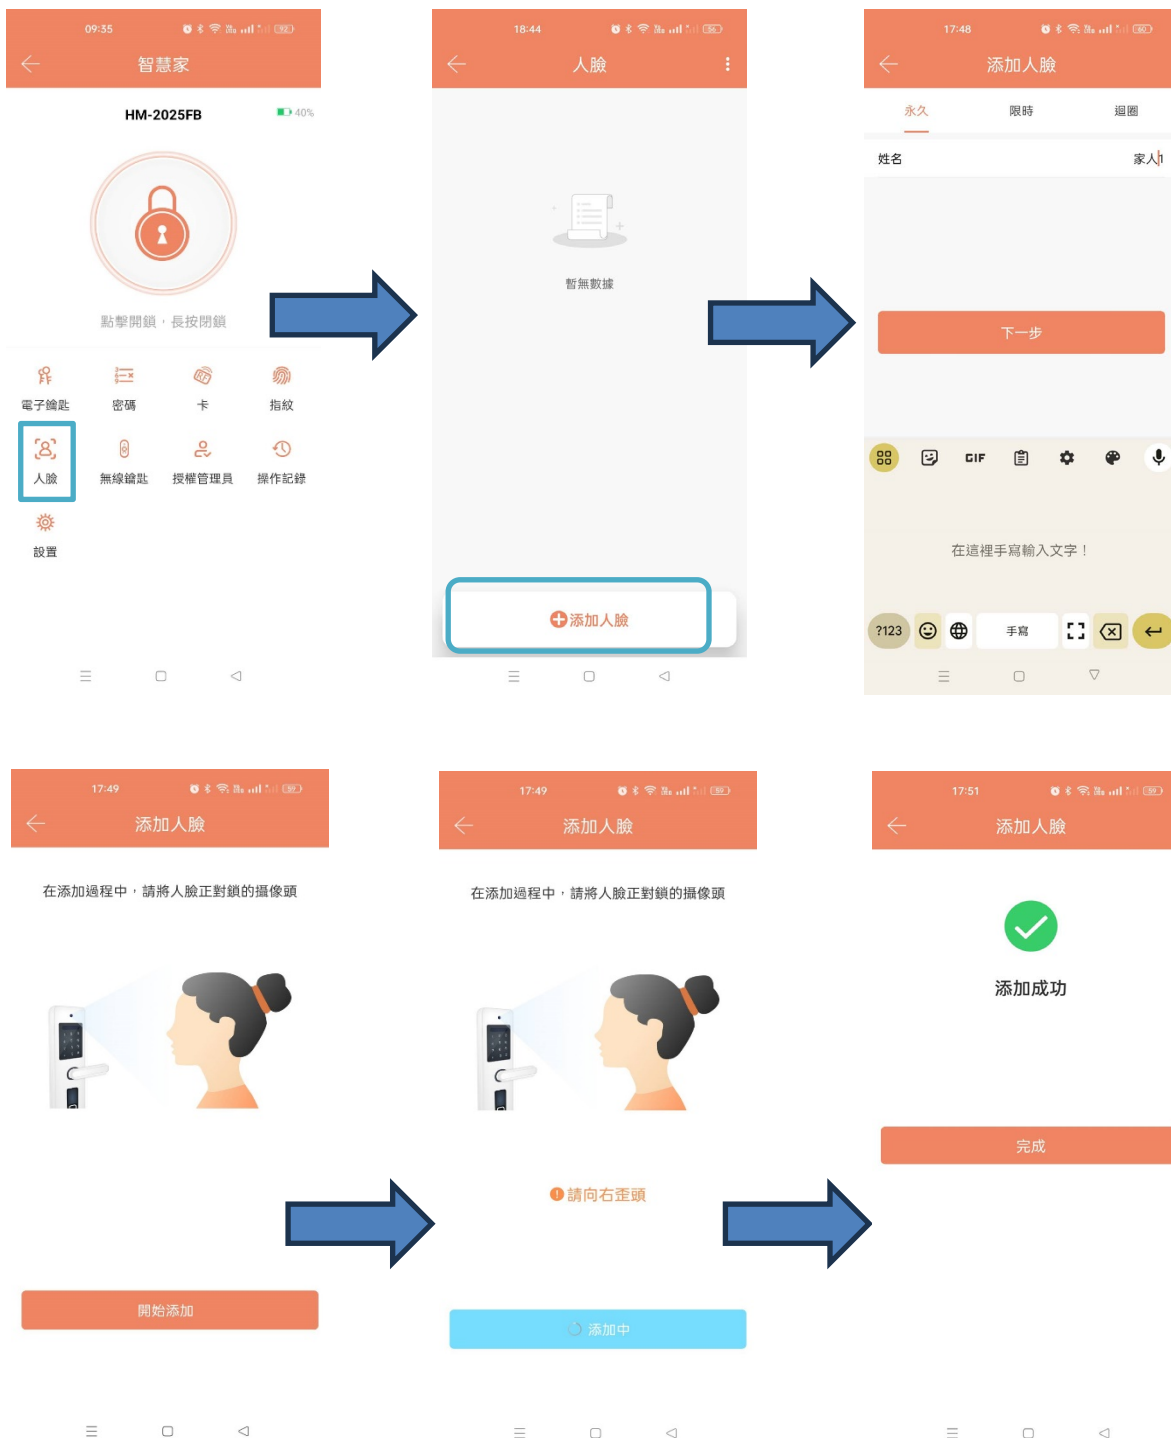 09:35
92
智慧家
HM-2025FB
40%
點擊開鎖，長按閉鎖
電子鑰匙
密碼
卡
指紋
人臉
無線鑰匙
授權管理員
操作記錄
設置
18:44
56
人臉
暫無數據
添加人臉
17:48
60
添加人臉
永久
限時
迴圈
姓名
家人1
下一步
GIF
在這裡手寫輸入文字！
?123
手寫
17:49
59
添加人臉
在添加過程中，請將人臉正對鎖的攝像頭
開始添加
17:49
59
添加人臉
在添加過程中，請將人臉正對鎖的攝像頭
請向右歪頭
添加中
17:51
59
添加人臉
添加成功
完成